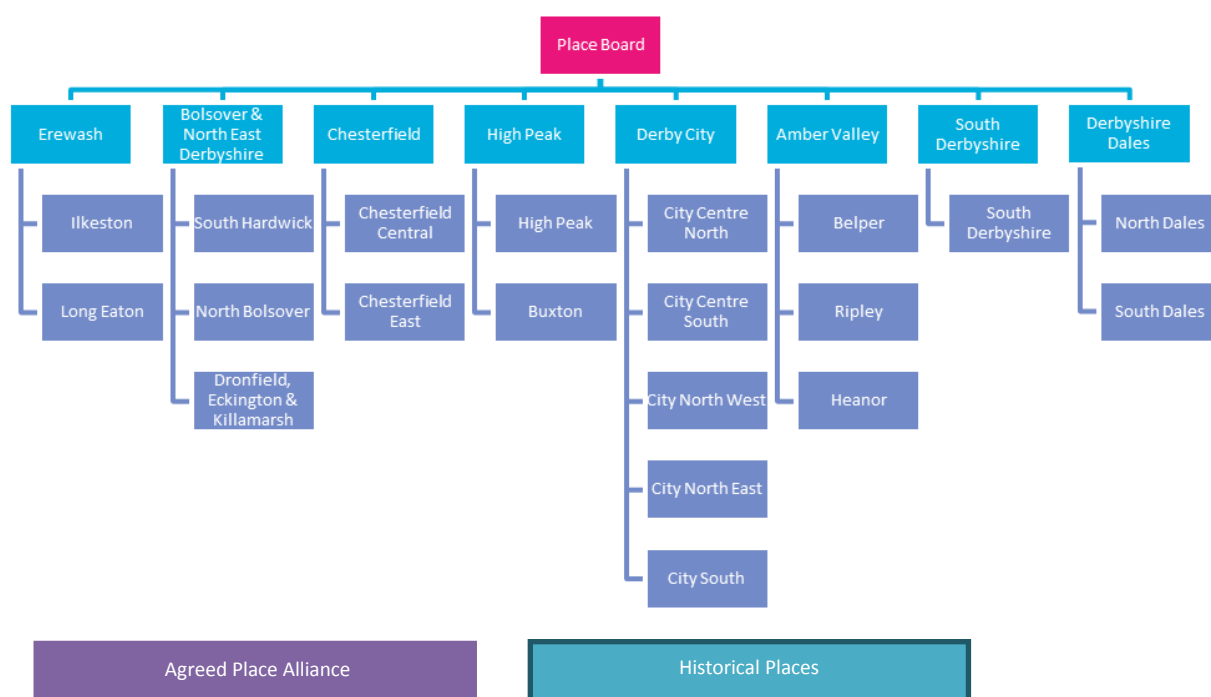 Place Board
Erewash
Bolsover &
North East
Derbyshire
Chesterfield
High Peak
Derby City
Amber Valley
South
Derbyshire
Derbyshire
Dales
Ilkeston
Long Eaton
South Hardwick
North Bolsover
Dronfield,
Eckington &
Killamarsh
Chesterfield
Central
Chesterfield
East
High Peak
Buxton
City Centre
North
City Centre
South
City North West
City North East
City South
Belper
Ripley
Heanor
South
Derbyshire
North Dales
South Dales
Agreed Place Alliance
Historical Places